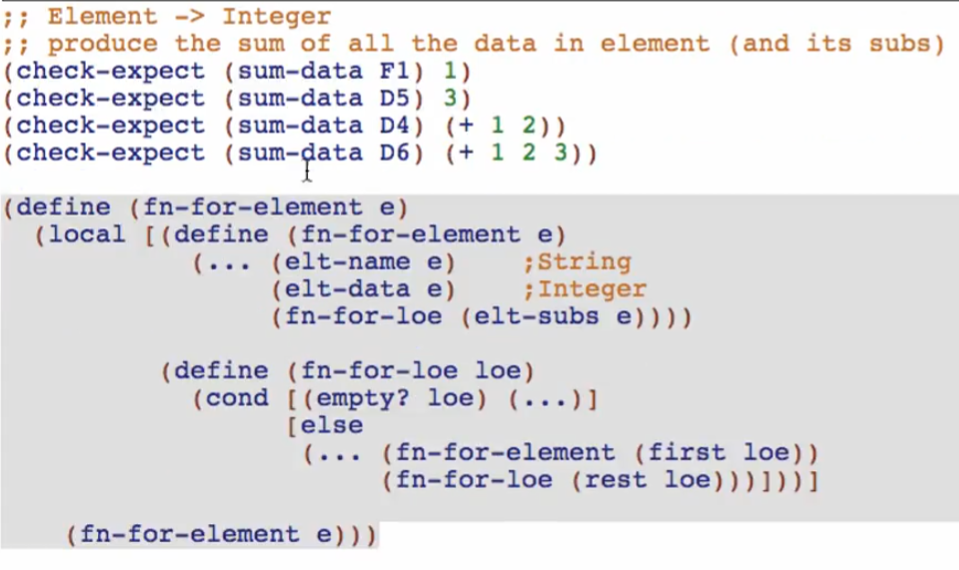 ;; Element -> Integer
;; produce the sum of all the data in element (and its subs)
(check-expect (sum-data F1) 1)
(check-expect (sum-data D5) 3)
(check-expect (sum-data D4) (+ 1 2))
(check-expect (sum-data D6) (+ 1 2 3))
(define (fn-for-element e)
(local [(define (fn-for-element e)
(... (elt-name e) ;String
(elt-data e) ;Integer
(fn-for-loe (elt-subs e))))
(define (fn-for-loe loe)
(cond [(empty? loe) (...)]
[else
(... (fn-for-element (first loe))
(fn-for-loe (rest loe)))]))]
(fn-for-element e)))